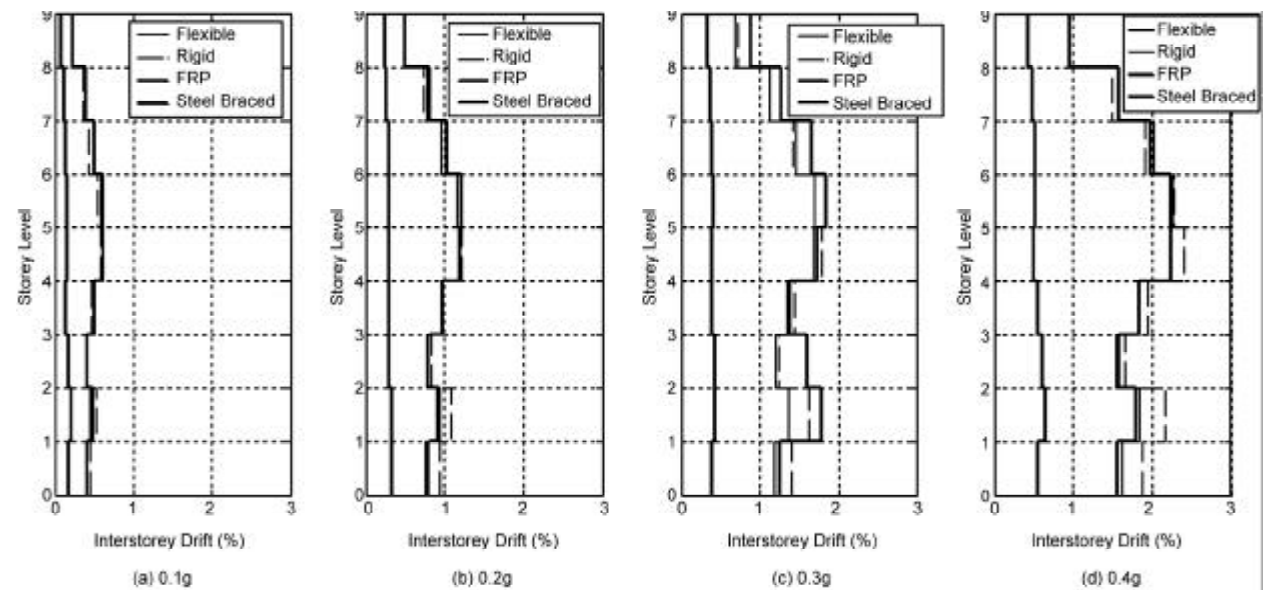 Flexible
Rigid
FRP
Steel Braced
9
8
7
6
5
4
3
2
1
0
0 1 2 3
Storey Level
Interstorey Drift (%)
(a) 0.1g
Flexible
Rigid
FRP
Steel Braced
9
8
7
6
5
4
3
2
1
0
0 1 2 3
Storey Level
Interstorey Drift (%)
(b) 0.2g
Flexible
Rigid
FRP
Steel Braced
9
8
7
6
5
4
3
2
1
0
0 1 2 3
Storey Level
Interstorey Drift (%)
(c) 0.3g
Flexible
Rigid
FRP
Steel Braced
9
8
7
6
5
4
3
2
1
0
0 1 2 3
Storey Level
Interstorey Drift (%)
(d) 0.4g